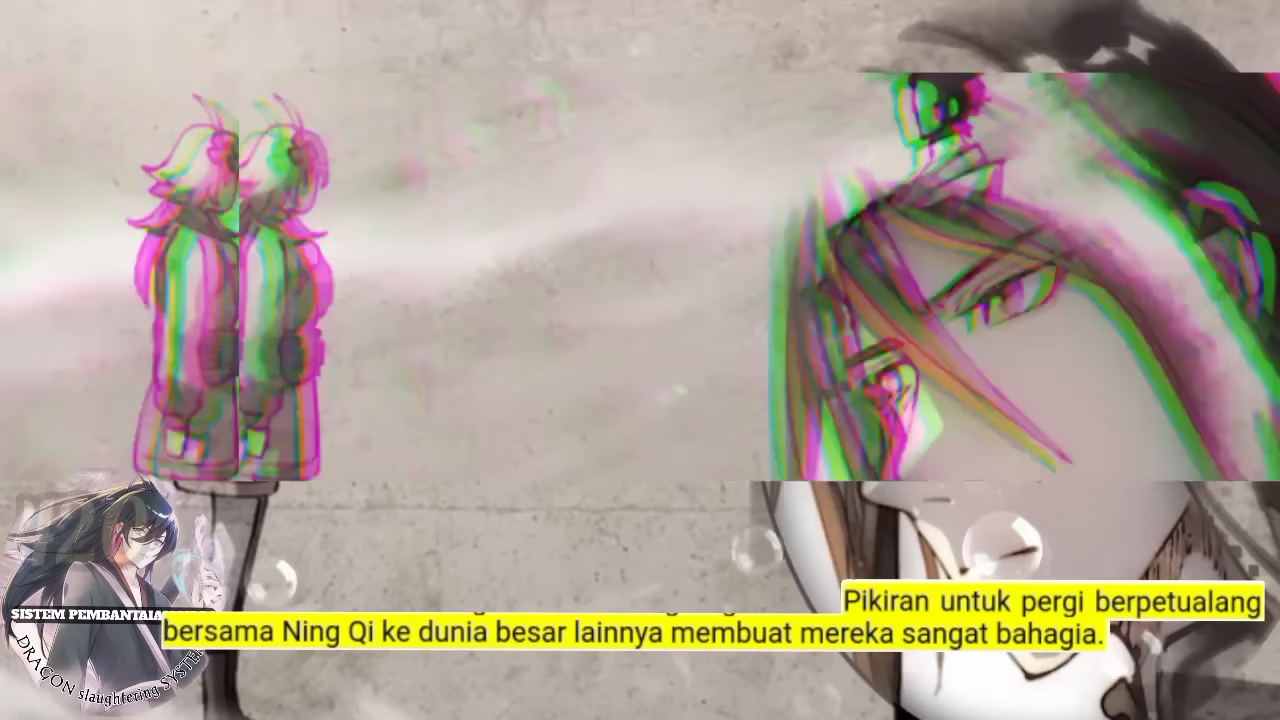 Pikiran untuk pergi berpetualang
bersama Ning Qi ke dunia besar lainnya membuat mereka sangat bahagia.
SISTEM PEMBANTAIA
DRAGON slaughtering SYSTEM